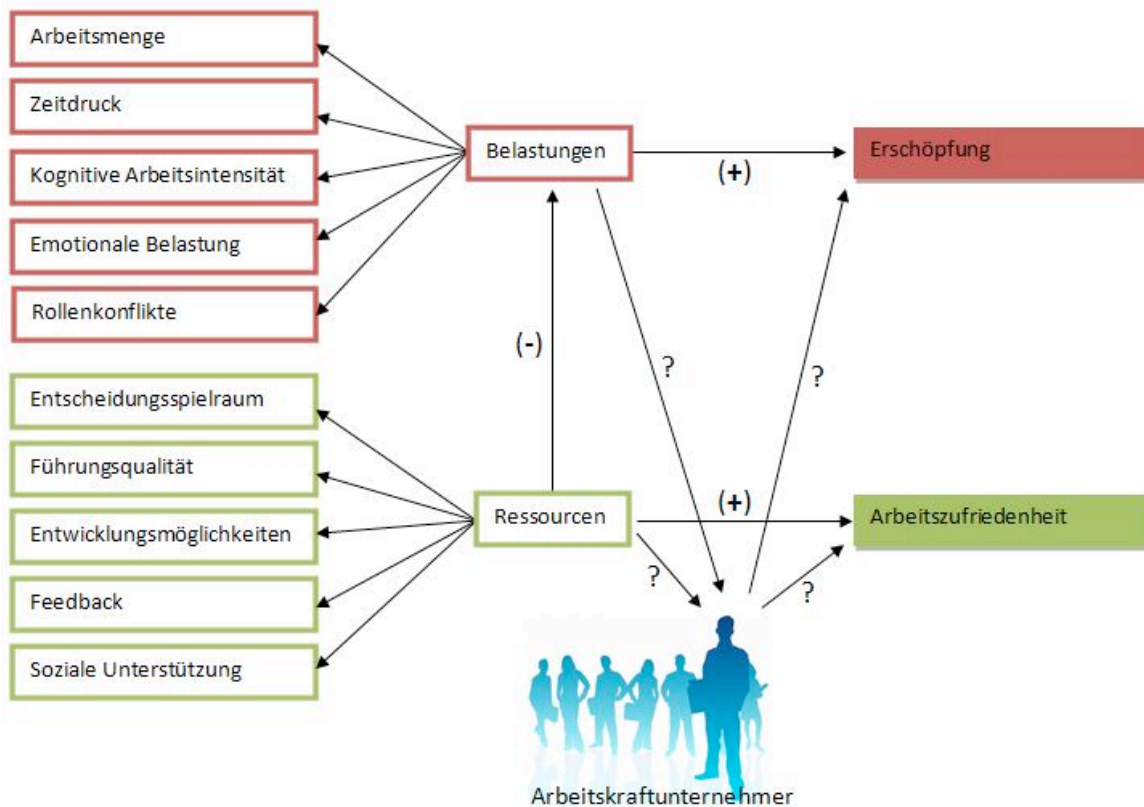 Arbeitsmenge
Zeitdruck
Kognitive Arbeitsintensität
Emotionale Belastung
Rollenkonflikte
Belastungen
(+)
Erschöpfung
(-)
?
?
Entscheidungsspielraum
Führungsqualität
Entwicklungsmöglichkeiten
Feedback
Soziale Unterstützung
Ressourcen
(+)
Arbeitszufriedenheit
?
?
Arbeitskraftunternehmer